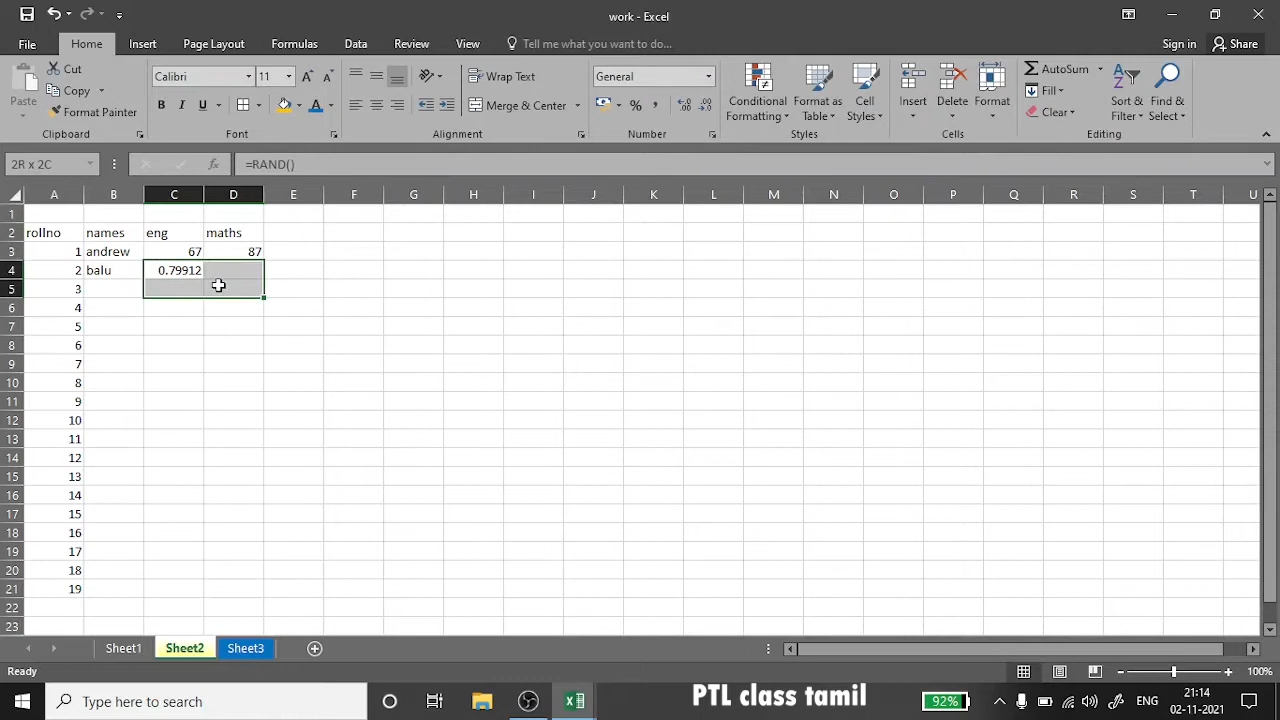 work - Excel
File Home Insert Page Layout Formulas Data Review View Tell me what you want to do... Sign in Share
Paste Cut Copy Format Painter Clipboard
Calibri 11 B I U A Font
Wrap Text Merge & Center Alignment
General % , Number
Conditional Formatting Format as Table Cell Styles Styles
Insert Delete Format Cells
AutoSum Fill Clear Sort & Filter Find & Select Editing
2R x 2C fx =RAND()
A B C D E F G H I J K L M N O P Q R S T U
1
2 rollno names eng maths
3 1 andrew 67 87
4 2 balu 0.79912
5 3
6 4
7 5
8 6
9 7
10 8
11 9
12 10
13 11
14 12
15 13
16 14
17 15
18 16
19 17
20 18
21 19
22
23
Sheet1 Sheet2 Sheet3
Ready 100%
Type here to search PTL class tamil 92% ENG 21:14
02-11-2021